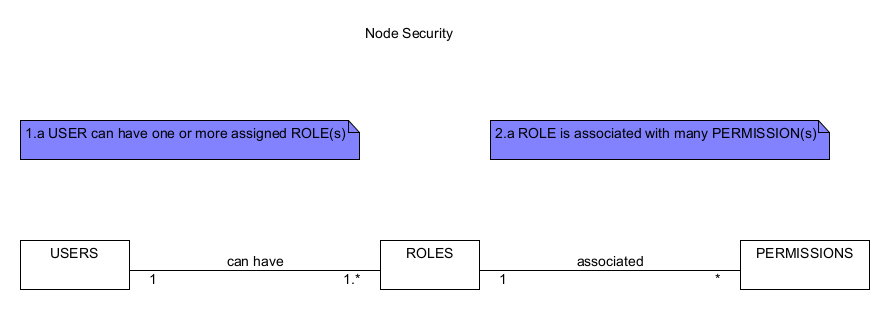 Node Security
1.a USER can have one or more assigned ROLE(s)
2.a ROLE is associated with many PERMISSION(s)
USERS
can have
1
1.*
ROLES
associated
1
*
PERMISSIONS